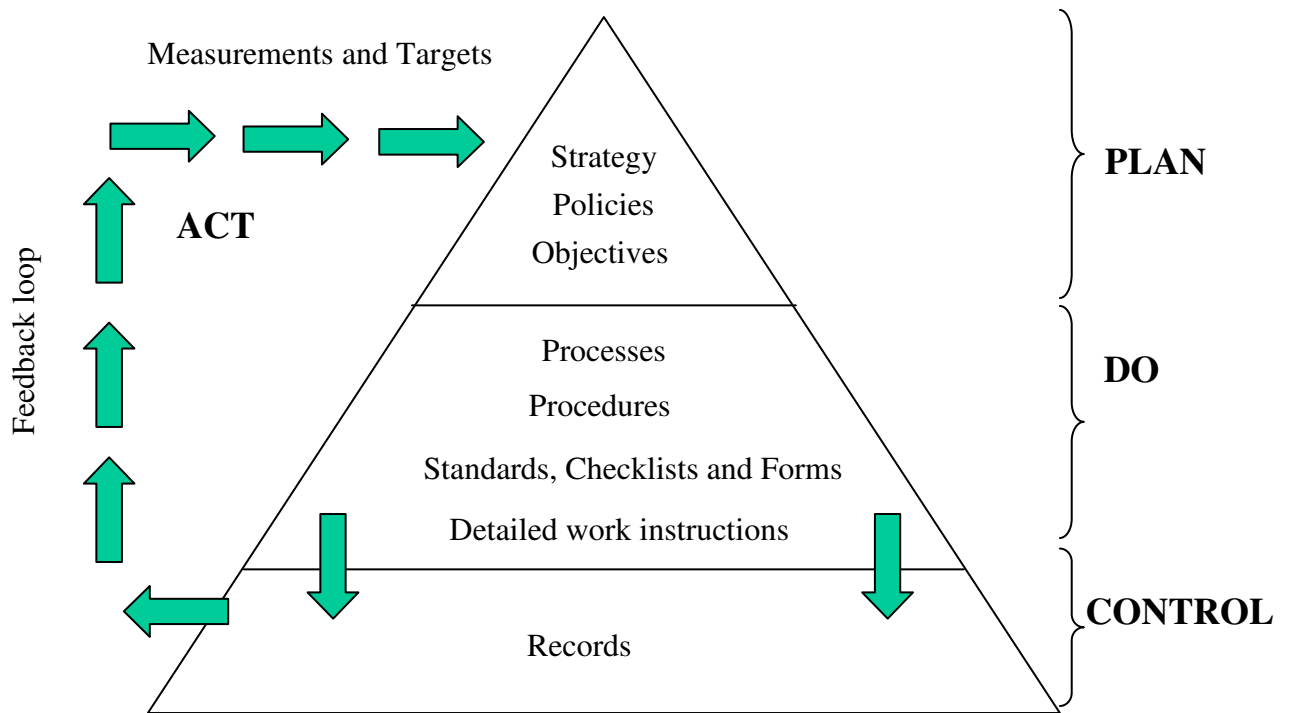 Measurements and Targets
Strategy
Policies
Objectives
PLAN
ACT
Feedback loop
Processes
Procedures
Standards, Checklists and Forms
Detailed work instructions
DO
Records
CONTROL